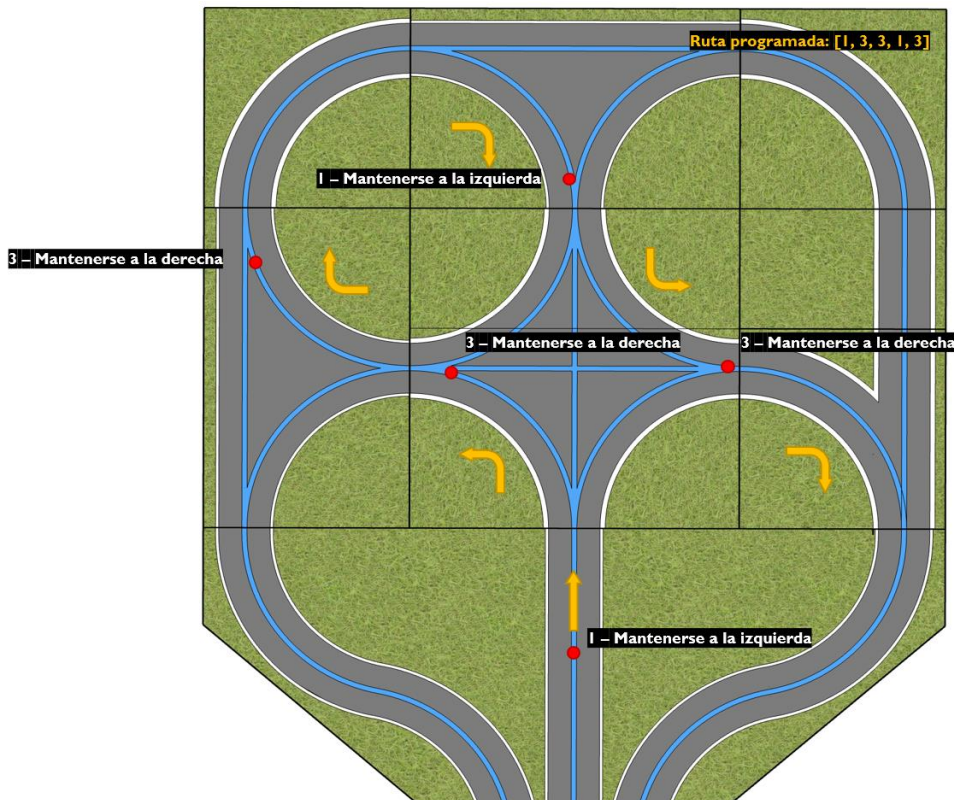 Ruta programada: [1, 3, 3, 1, 3]
1 – Mantenerse a la izquierda
3 – Mantenerse a la derecha
3 – Mantenerse a la derecha
3 – Mantenerse a la derecha
1 – Mantenerse a la izquierda